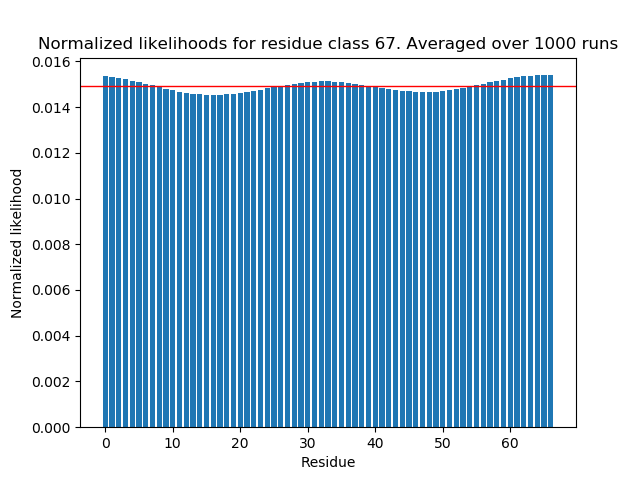 Normalized likelihoods for residue class 67. Averaged over 1000 runs
0.016
0.014
0.012
0.010
0.008
0.006
0.004
0.002
0.000
Normalized likelihood
0 10 20 30 40 50 60
Residue